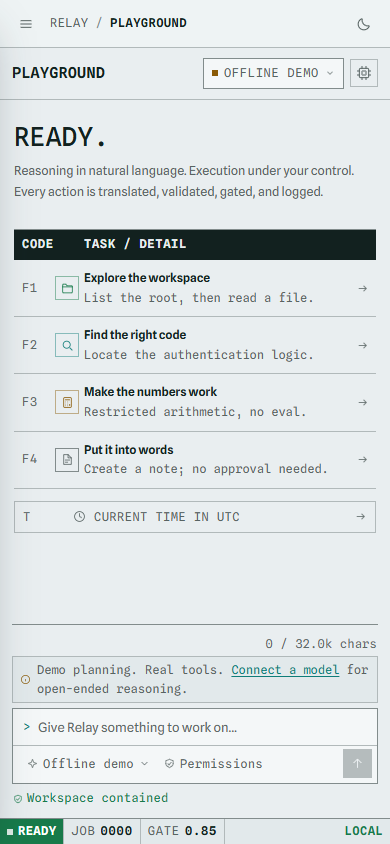 RELAY / PLAYGROUND
PLAYGROUND
OFFLINE DEMO
READY.
Reasoning in natural language. Execution under your control.
Every action is translated, validated, gated, and logged.
CODE TASK / DETAIL
F1 Explore the workspace
List the root, then read a file. →
F2 Find the right code
Locate the authentication logic. →
F3 Make the numbers work
Restricted arithmetic, no eval. →
F4 Put it into words
Create a note; no approval needed. →
T CURRENT TIME IN UTC →
0 / 32.0k chars
Demo planning. Real tools. Connect a model for
open-ended reasoning.
> Give Relay something to work on…
Offline demo Permissions
Workspace contained
READY JOB 0000 GATE 0.85 LOCAL